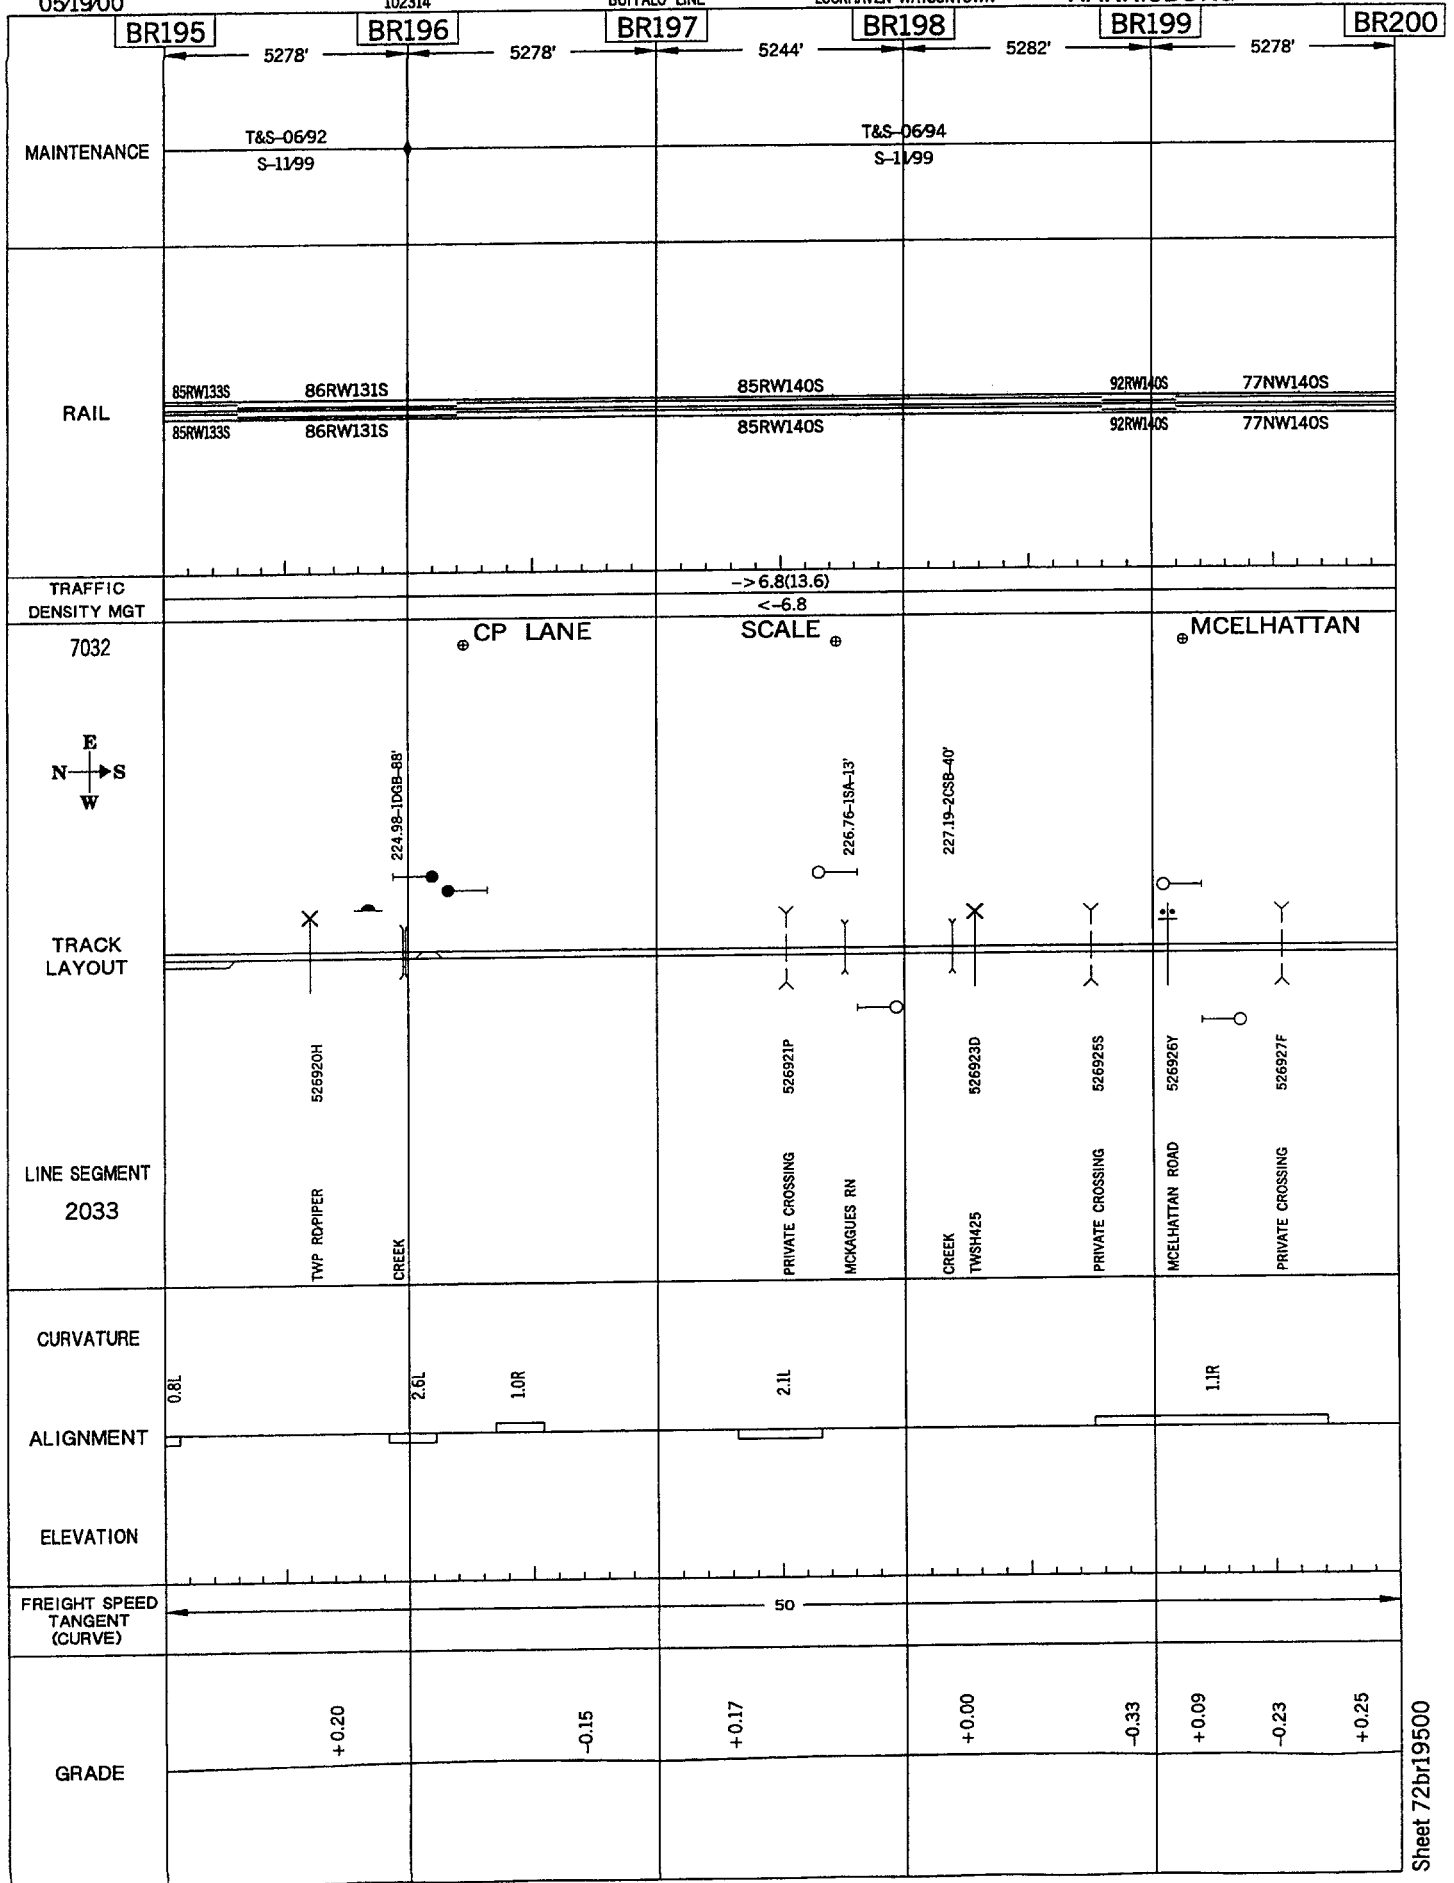 05/19/00
102314
BR195
BR196
BR197
BR198
BR199
BR200
5278'
5278'
5244'
5282'
5278'
MAINTENANCE
T&S-06/92
S-11/99
T&S-06/94
S-11/99
RAIL
85RW133S
86RW131S
85RW140S
92RW140S
77NW140S
85RW133S
86RW131S
85RW140S
92RW140S
77NW140S
TRAFFIC
DENSITY MGT
->6.8(13.6)
<-6.8
7032
CP LANE
SCALE
MCELHATTAN
E
N
S
W
224.98-1DGB-88'
226.76-1SA-13'
227.19-2CSB-40'
TRACK
LAYOUT
526920H
526921P
526923D
526925S
526926Y
526927F
LINE SEGMENT
2033
TWP RD/PIPER
CREEK
PRIVATE CROSSING
MCKAGUES RN
CREEK
TWSH425
PRIVATE CROSSING
MCELHATTAN ROAD
PRIVATE CROSSING
CURVATURE
0.8L
2.6L
1.0R
2.1L
1.1R
ALIGNMENT
ELEVATION
FREIGHT SPEED
TANGENT
(CURVE)
50
GRADE
+0.20
-0.15
+0.17
+0.00
-0.33
+0.09
-0.23
+0.25
Sheet 72br19500